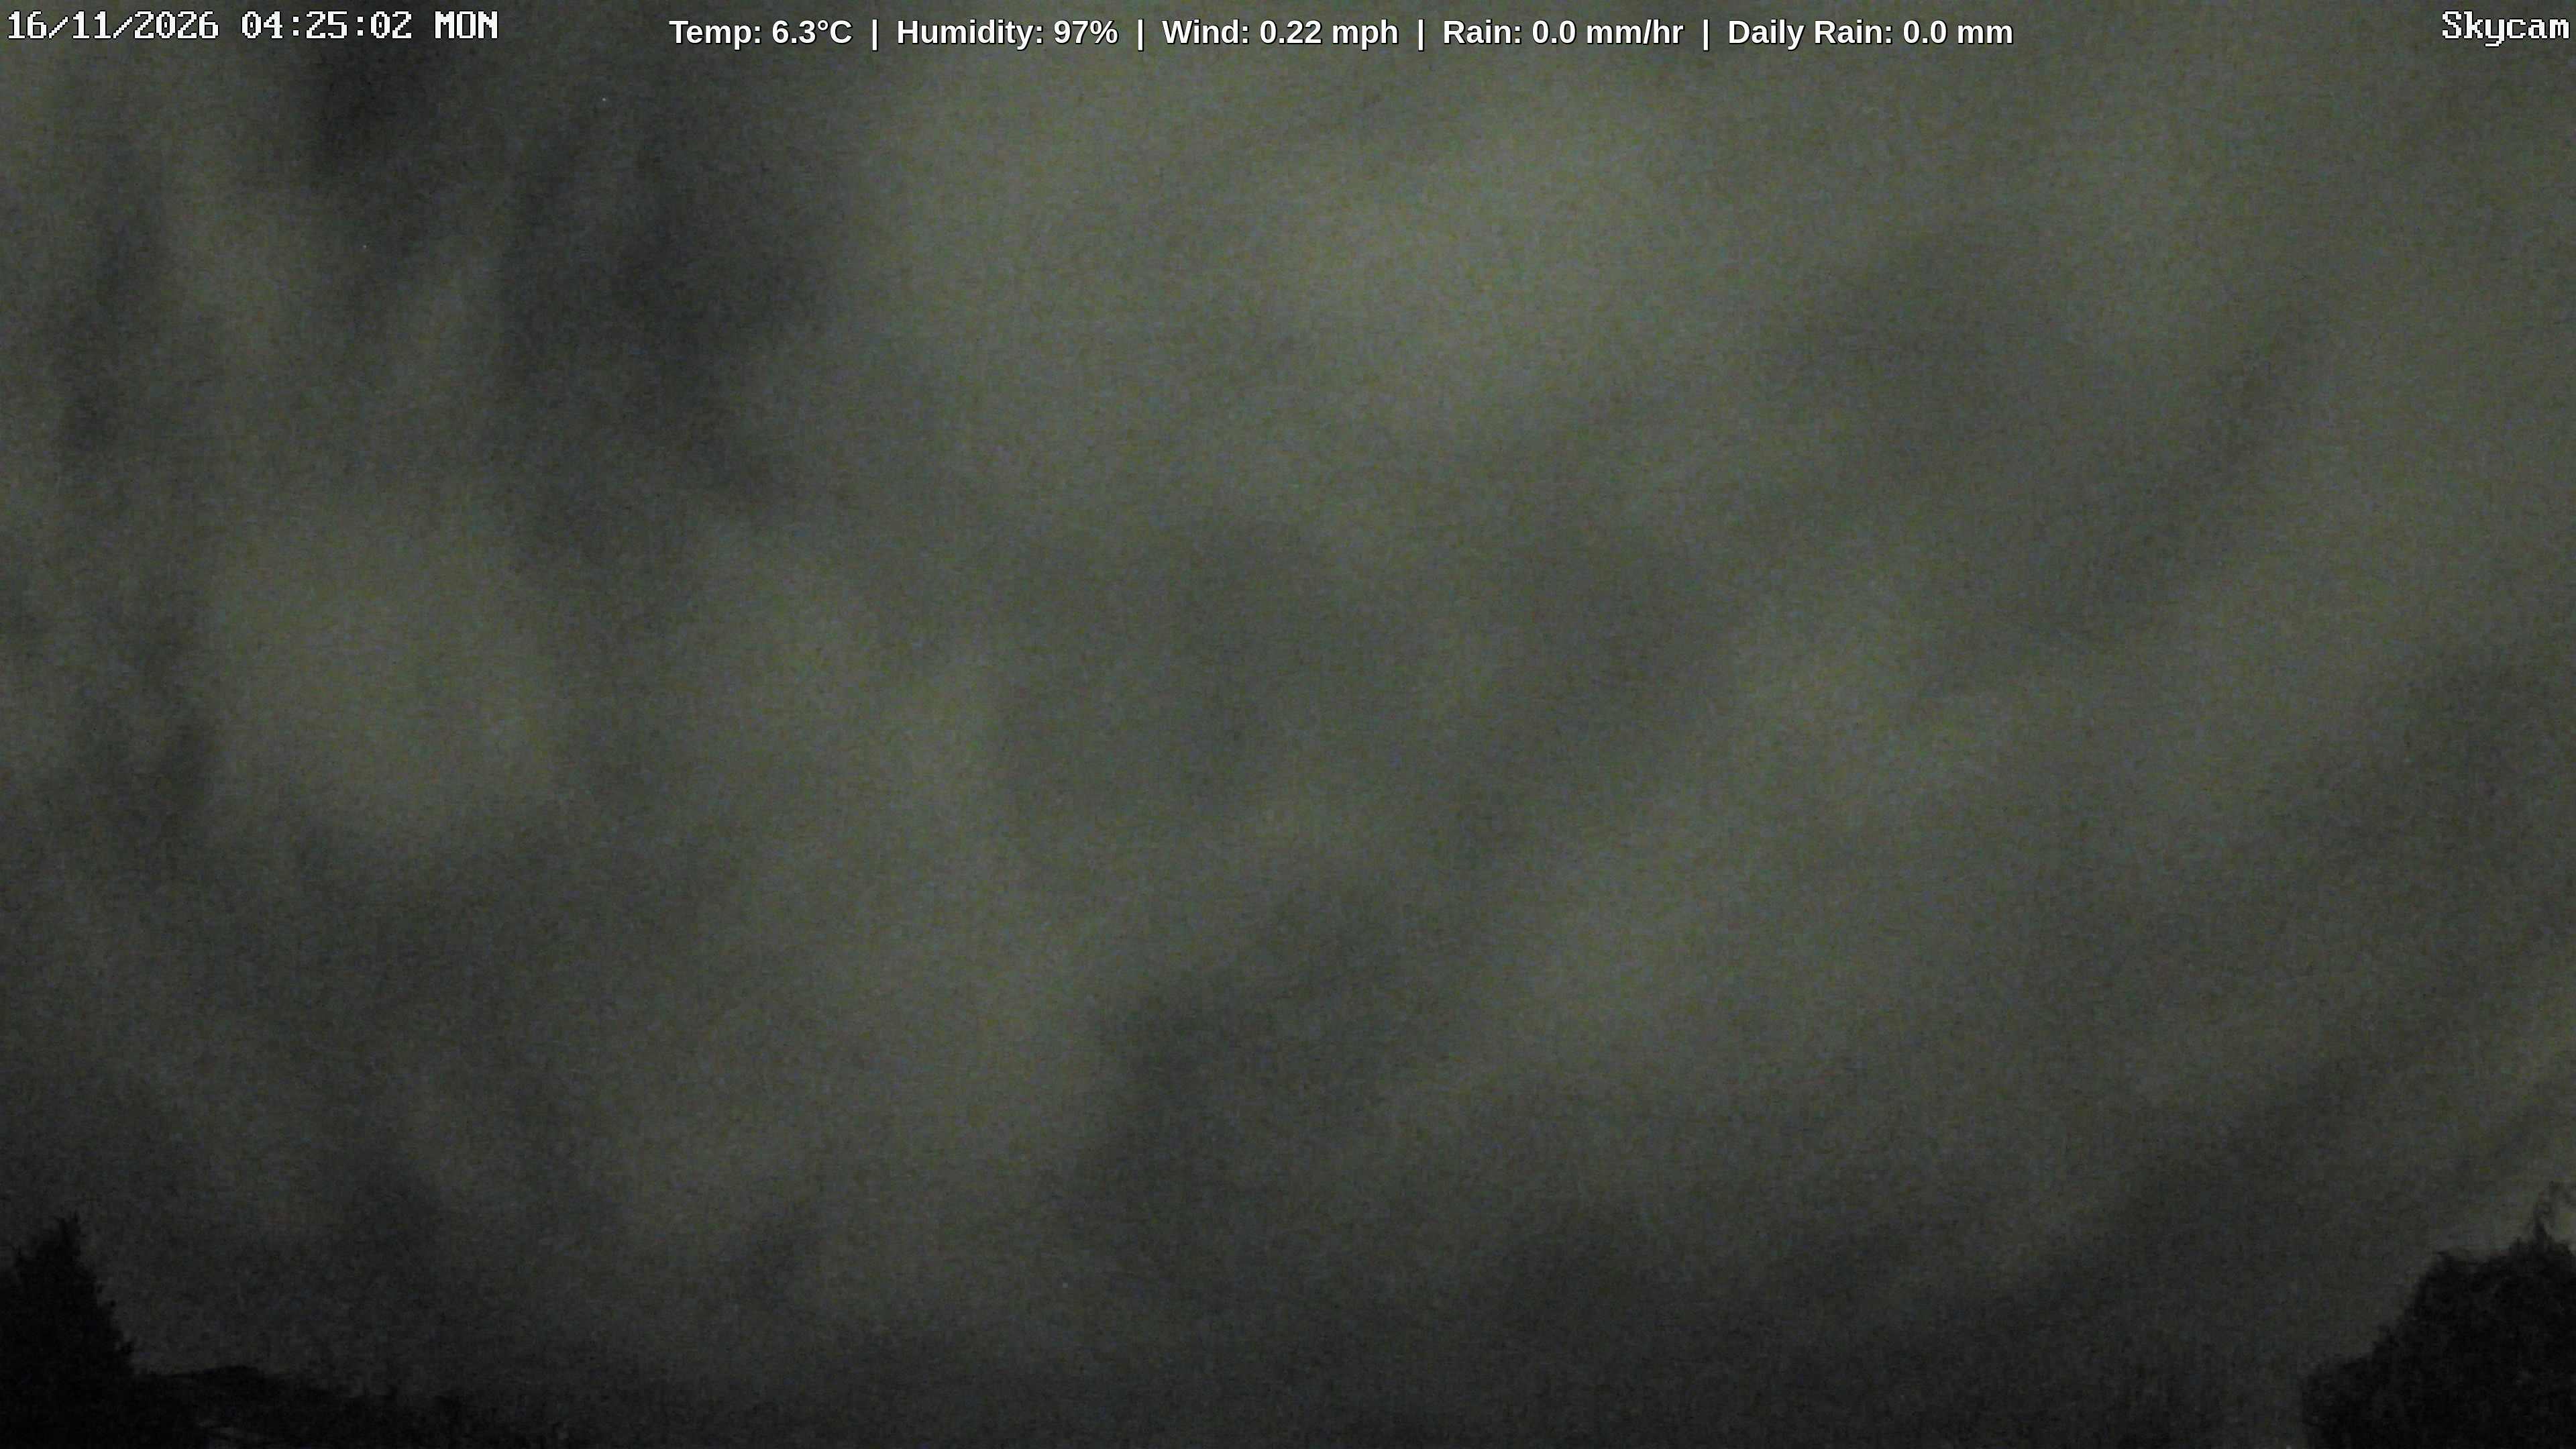 16/11/2026 04:25:02 MON
Temp: 6.3°C | Humidity: 97% | Wind: 0.22 mph | Rain: 0.0 mm/hr | Daily Rain: 0.0 mm
Skycam